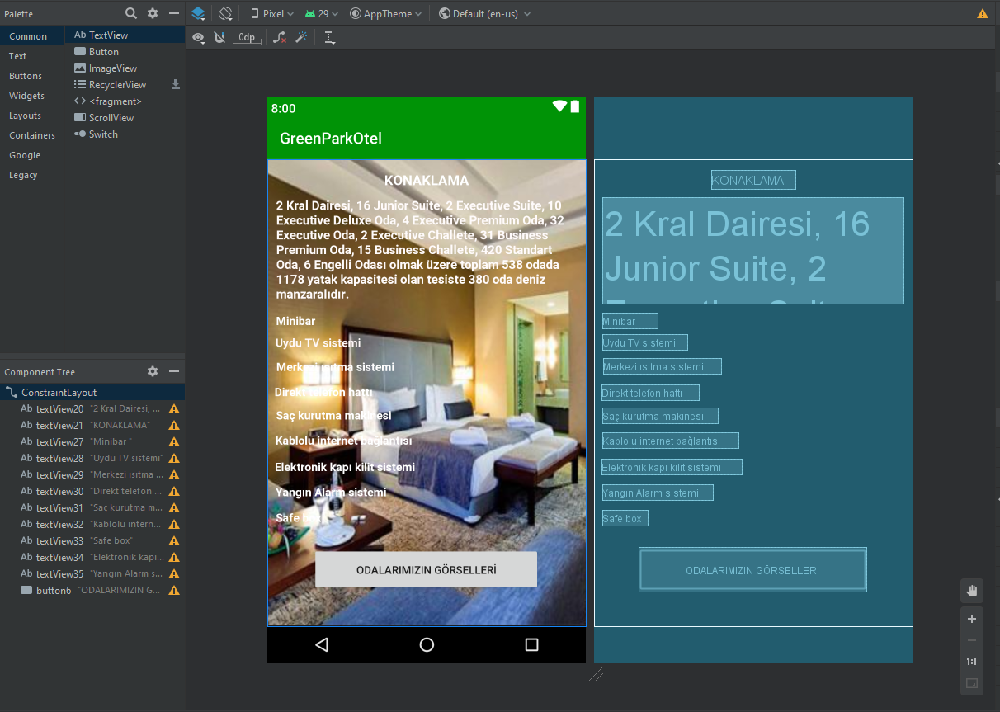 Palette
Pixel
29
AppTheme
Default (en-us)
Common
Text
Buttons
Widgets
Layouts
Containers
Google
Legacy
Ab TextView
Button
ImageView
RecyclerView
<fragment>
ScrollView
Switch
0dp
Component Tree
ConstraintLayout
Ab textView20 "2 Kral Dairesi, ...
Ab textView21 "KONAKLAMA"
Ab textView27 "Minibar "
Ab textView28 "Uydu TV sistemi"
Ab textView29 "Merkezi ısıtma ...
Ab textView30 "Direkt telefon ...
Ab textView31 "Saç kurutma m...
Ab textView32 "Kablolu intern...
Ab textView33 "Safe box"
Ab textView34 "Elektronik kapı...
Ab textView35 "Yangın Alarm s...
button6 "ODALARIMIZIN G...
8:00
GreenParkOtel
KONAKLAMA
2 Kral Dairesi, 16 Junior Suite, 2 Executive Suite, 10
Executive Deluxe Oda, 4 Executive Premium Oda, 32
Executive Oda, 2 Executive Challete, 31 Business
Premium Oda, 15 Business Challete, 420 Standart
Oda, 6 Engelli Odası olmak üzere toplam 538 odada
1178 yatak kapasitesi olan tesiste 380 oda deniz
manzaralıdır.
Minibar
Uydu TV sistemi
Merkezi ısıtma sistemi
Direkt telefon hattı
Saç kurutma makinesi
Kablolu internet bağlantısı
Elektronik kapı kilit sistemi
Yangın Alarm sistemi
Safe box
ODALARIMIZIN GÖRSELLERİ
KONAKLAMA
2 Kral Dairesi, 16
Junior Suite, 2
Executive Suite
Minibar
Uydu TV sistemi
Merkezi ısıtma sistemi
Direkt telefon hattı
Saç kurutma makinesi
Kablolu internet bağlantısı
Elektronik kapı kilit sistemi
Yangın Alarm sistemi
Safe box
ODALARIMIZIN GÖRSELLERİ
1:1